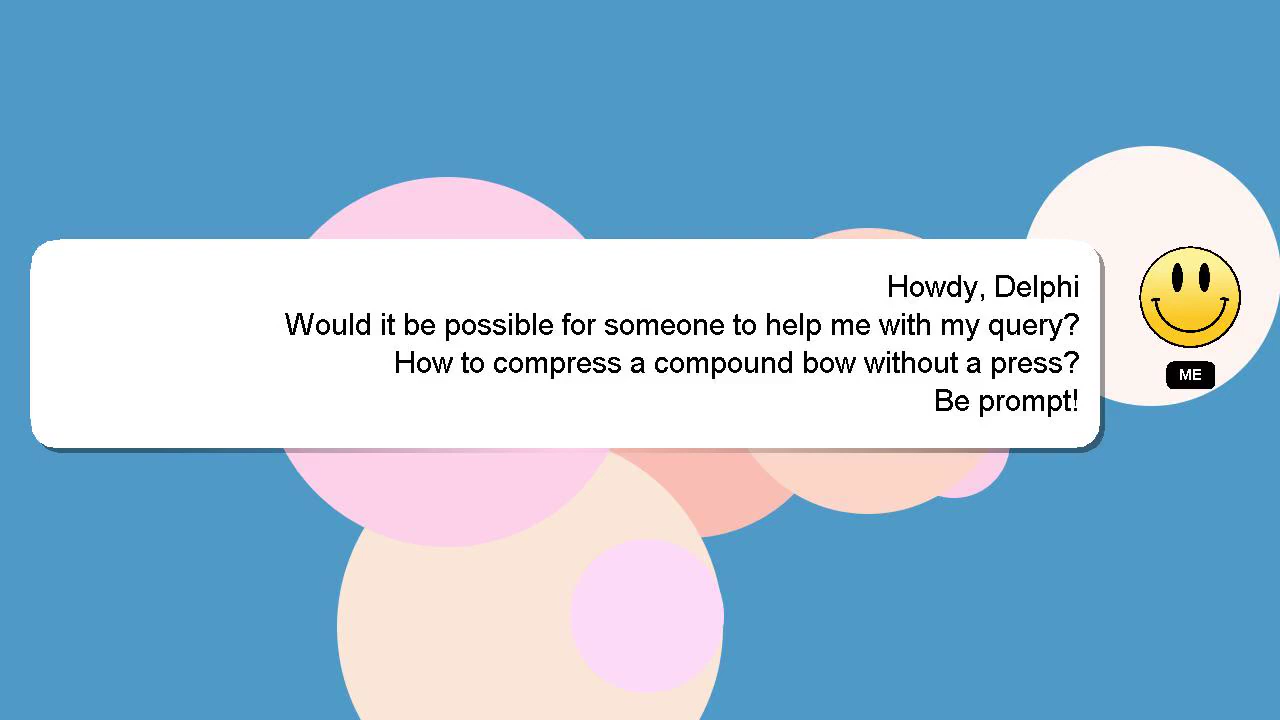 Howdy, Delphi
Would it be possible for someone to help me with my query?
How to compress a compound bow without a press?
Be prompt!
ME